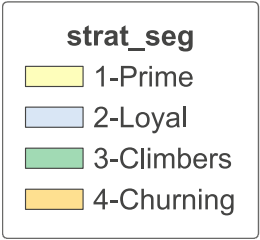 strat_seg
1-Prime
2-Loyal
3-Climbers
4-Churning